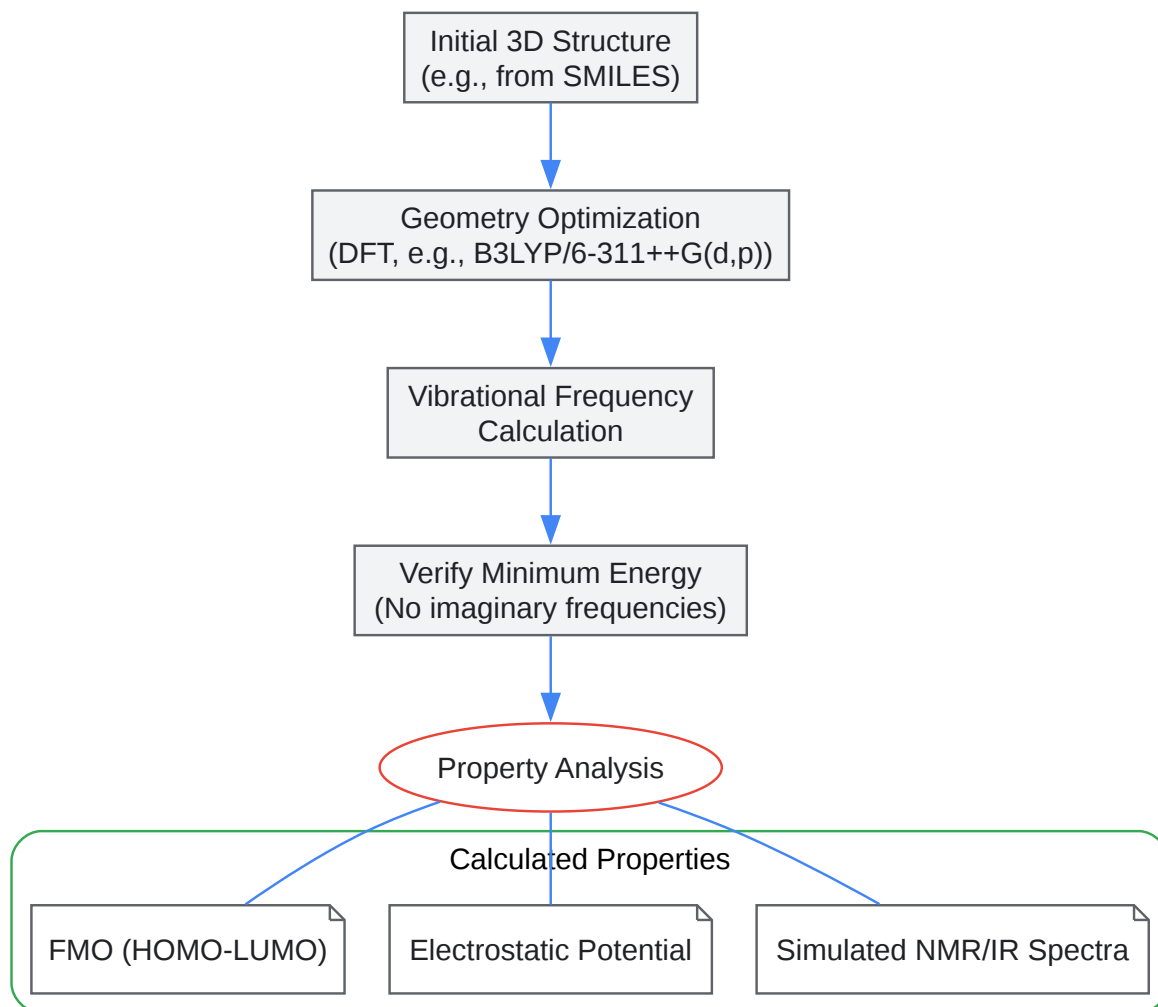 Initial 3D Structure
(e.g., from SMILES)
Geometry Optimization
(DFT, e.g., B3LYP/6-311++G(d,p))
Vibrational Frequency
Calculation
Verify Minimum Energy
(No imaginary frequencies)
Property Analysis
Calculated Properties
FMO (HOMO-LUMO)
Electrostatic Potential
Simulated NMR/IR Spectra